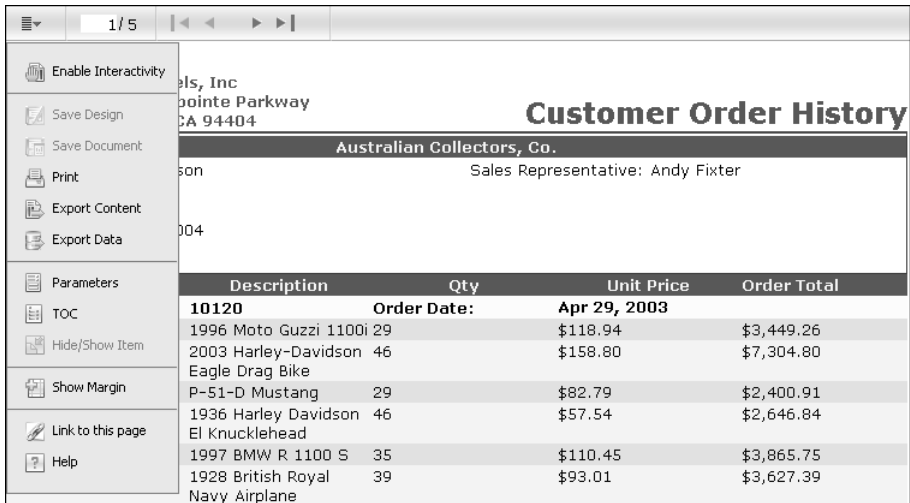 1/ 5
Enable Interactivity
Save Design
Save Document
Print
Export Content
Export Data
Parameters
TOC
Hide/Show Item
Show Margin
Link to this page
Help
els, Inc
pointe Parkway
CA 94404
Customer Order History
Australian Collectors, Co.
son Sales Representative: Andy Fixter
004
Description Qty Unit Price Order Total
10120 Order Date: Apr 29, 2003
1996 Moto Guzzi 1100i 29 $118.94 $3,449.26
2003 Harley-Davidson 46 $158.80 $7,304.80
Eagle Drag Bike
P-51-D Mustang 29 $82.79 $2,400.91
1936 Harley Davidson 46 $57.54 $2,646.84
El Knucklehead
1997 BMW R 1100 S 35 $110.45 $3,865.75
1928 British Royal 39 $93.01 $3,627.39
Navy Airplane